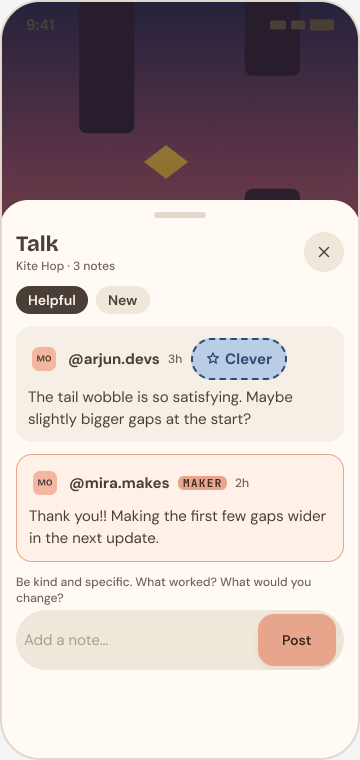 9:41
Talk
Kite Hop · 3 notes
Helpful
New
MO @arjun.devs 3h Clever
The tail wobble is so satisfying. Maybe
slightly bigger gaps at the start?
MO @mira.makes MAKER 2h
Thank you!! Making the first few gaps wider
in the next update.
Be kind and specific. What worked? What would you
change?
Add a note...
Post